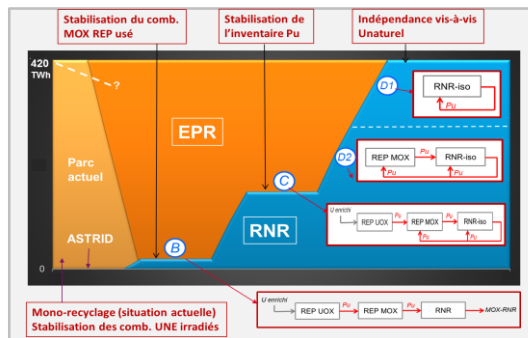 Stabilisation du comb.
MOX REP usé
Stabilisation de
l'inventaire Pu
Indépendance vis-à-vis
Unaturel
420
TWh
?
D1
RNR-iso
Pu
EPR
D2
REP MOX
Pu
RNR-iso
Pu
Pu
Parc
actuel
C
U enrichi
REP UOX
Pu
REP MOX
Pu
RNR-iso
Pu
Pu
RNR
ASTRID
B
0
Mono-recyclage (situation actuelle)
Stabilisation des comb. UNE irradiés
U enrichi
REP UOX
Pu
REP MOX
Pu
RNR
MOX-RNR